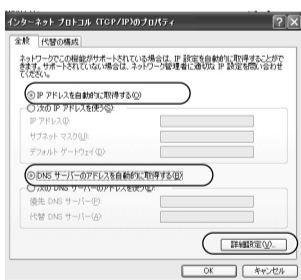 インターネット プロトコル (TCP/IP)のプロパティ
全般 代替の構成
ネットワークでこの機能がサポートされている場合は、IP 設定を自動的に取得することがで
きます。サポートされていない場合は、ネットワーク管理者に適切な IP 設定を問い合わせ
てください。
IP アドレスを自動的に取得する(O)
次の IP アドレスを使う(S):
IP アドレス(I):
サブネット マスク(U):
デフォルト ゲートウェイ(D):
DNS サーバーのアドレスを自動的に取得する(B)
次の DNS サーバーのアドレスを使う(E):
優先 DNS サーバー(P):
代替 DNS サーバー(A):
詳細設定(V)...
OK キャンセル